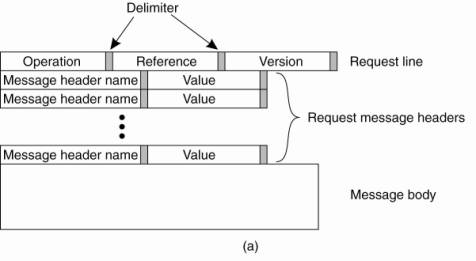 Delimiter
Operation Reference Version Request line
Message header name Value
Message header name Value
Request message headers
Message header name Value
Message body
(a)